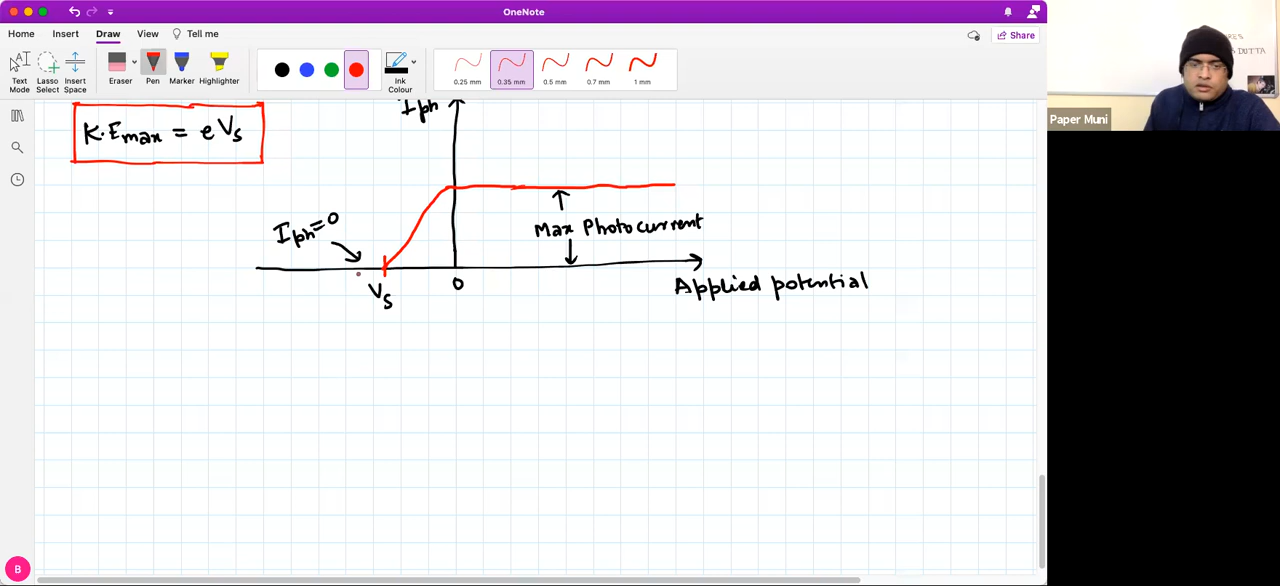 OneNote
Home Insert Draw View Tell me
Share
Text Mode
Lasso Select
Insert Space
Eraser
Pen
Marker
Highlighter
Ink Colour
0.25 mm 0.35 mm 0.5 mm 0.7 mm 1 mm
DUTTA
Paper Muni
Iph
K·Emax = eVs
Iph=0
Max Photocurrent
Vs
0
Applied potential
B